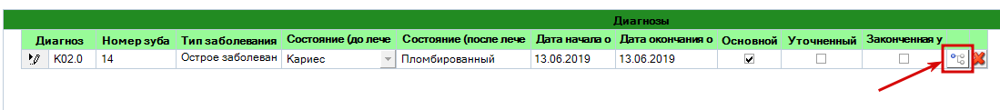 Диагнозы
Диагноз Номер зуба Тип заболевания Состояние (до лече Состояние (после лече Дата начала о Дата окончания о Основной Уточненный Законченная у
K02.0 14 Острое заболеван Кариес Пломбированный 13.06.2019 13.06.2019